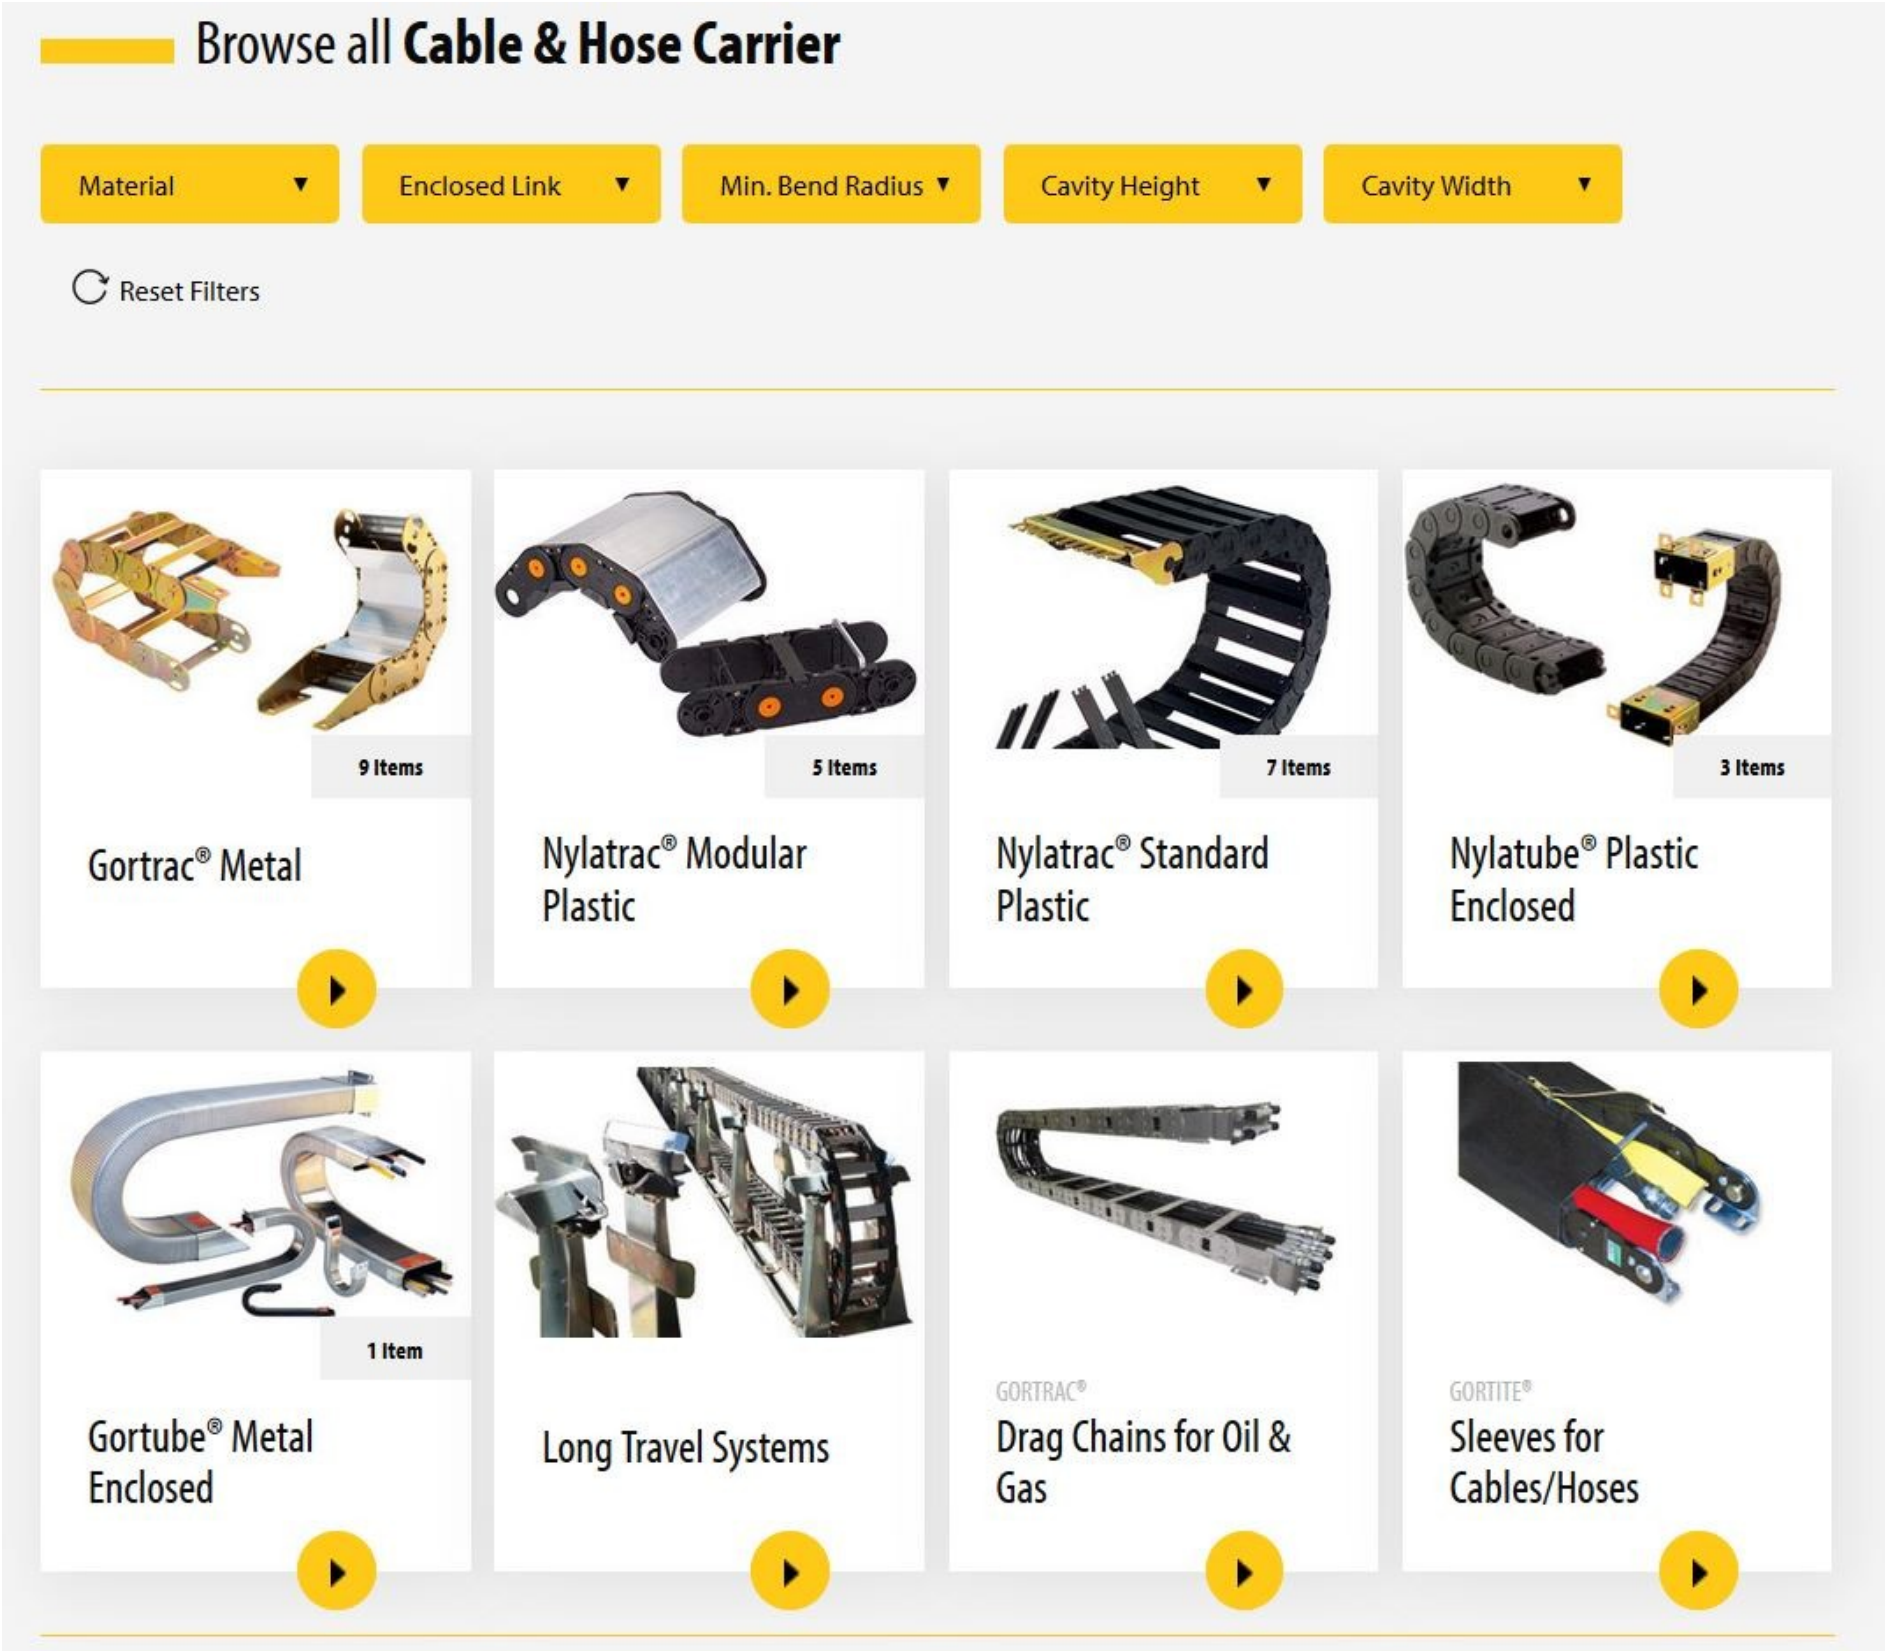 Browse all Cable & Hose Carrier
Material ▼
Enclosed Link ▼
Min. Bend Radius ▼
Cavity Height ▼
Cavity Width ▼
Reset Filters
9 Items
5 Items
7 Items
3 Items
Gortrac® Metal
Nylatrac® Modular
Plastic
Nylatrac® Standard
Plastic
Nylatube® Plastic
Enclosed
1 Item
Gortube® Metal
Enclosed
Long Travel Systems
GORTRAC®
Drag Chains for Oil &
Gas
GORTITE®
Sleeves for
Cables/Hoses